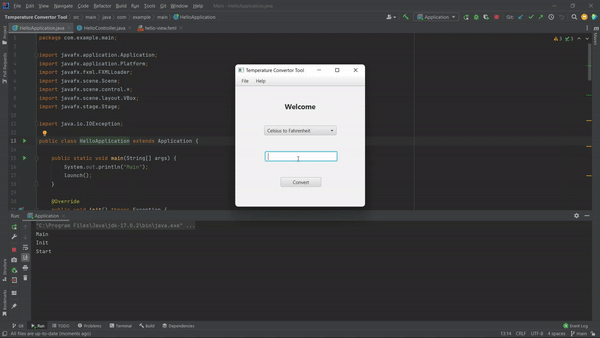 File Edit View Navigate Code Refactor Build Run Tools Git Window Help Main - HelloApplication.java
Temperature Convertor Tool src main java com example main HelloApplication Application Git:
HelloApplication.java HelloController.java hello-view.fxml
package com.example.main;
import javafx.application.Application;
import javafx.application.Platform;
import javafx.fxml.FXMLLoader;
import javafx.scene.Scene;
import javafx.scene.control.*;
import javafx.scene.layout.VBox;
import javafx.stage.Stage;
import java.io.IOException;
public class HelloApplication extends Application {
public static void main(String[] args) {
System.out.println("Main");
launch();
}
@Override
public void init() throws Exception {
Temperature Convertor Tool
File Help
Welcome
Celsius to Fahrenheit
Convert
Run: Application
"C:\Program Files\Java\jdk-17.0.2\bin\java.exe" ...
Main
Init
Start
Git Run TODO Problems Terminal Build Dependencies Event Log
All files are up-to-date (moments ago) 13:14 CRLF UTF-8 4 spaces main
Project
Pull Requests
Structure
Bookmarks